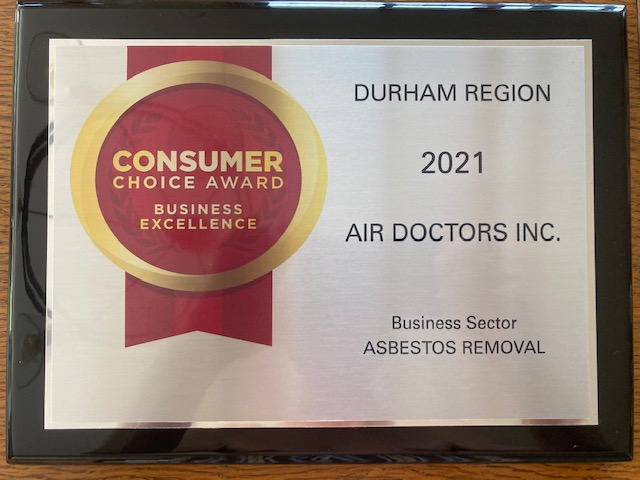 CONSUMER
CHOICE AWARD
BUSINESS
EXCELLENCE
DURHAM REGION
2021
AIR DOCTORS INC.
Business Sector
ASBESTOS REMOVAL